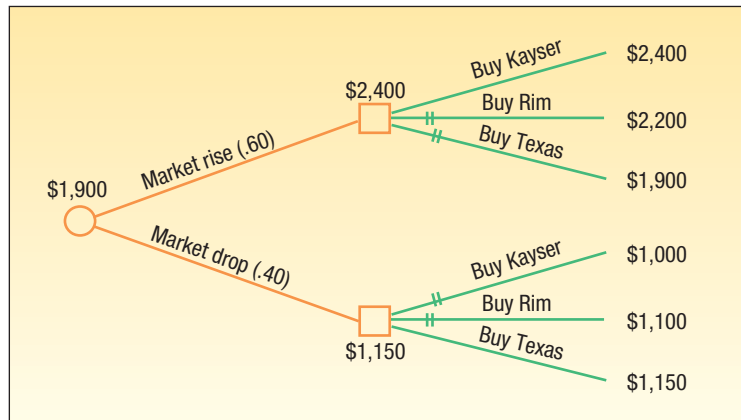 Buy Kayser
$2,400
$2,400
Buy Rim
$2,200
Market rise (.60)
Buy Texas
$1,900
$1,900
Market drop (.40)
Buy Kayser
$1,000
Buy Rim
$1,100
$1,150
Buy Texas
$1,150